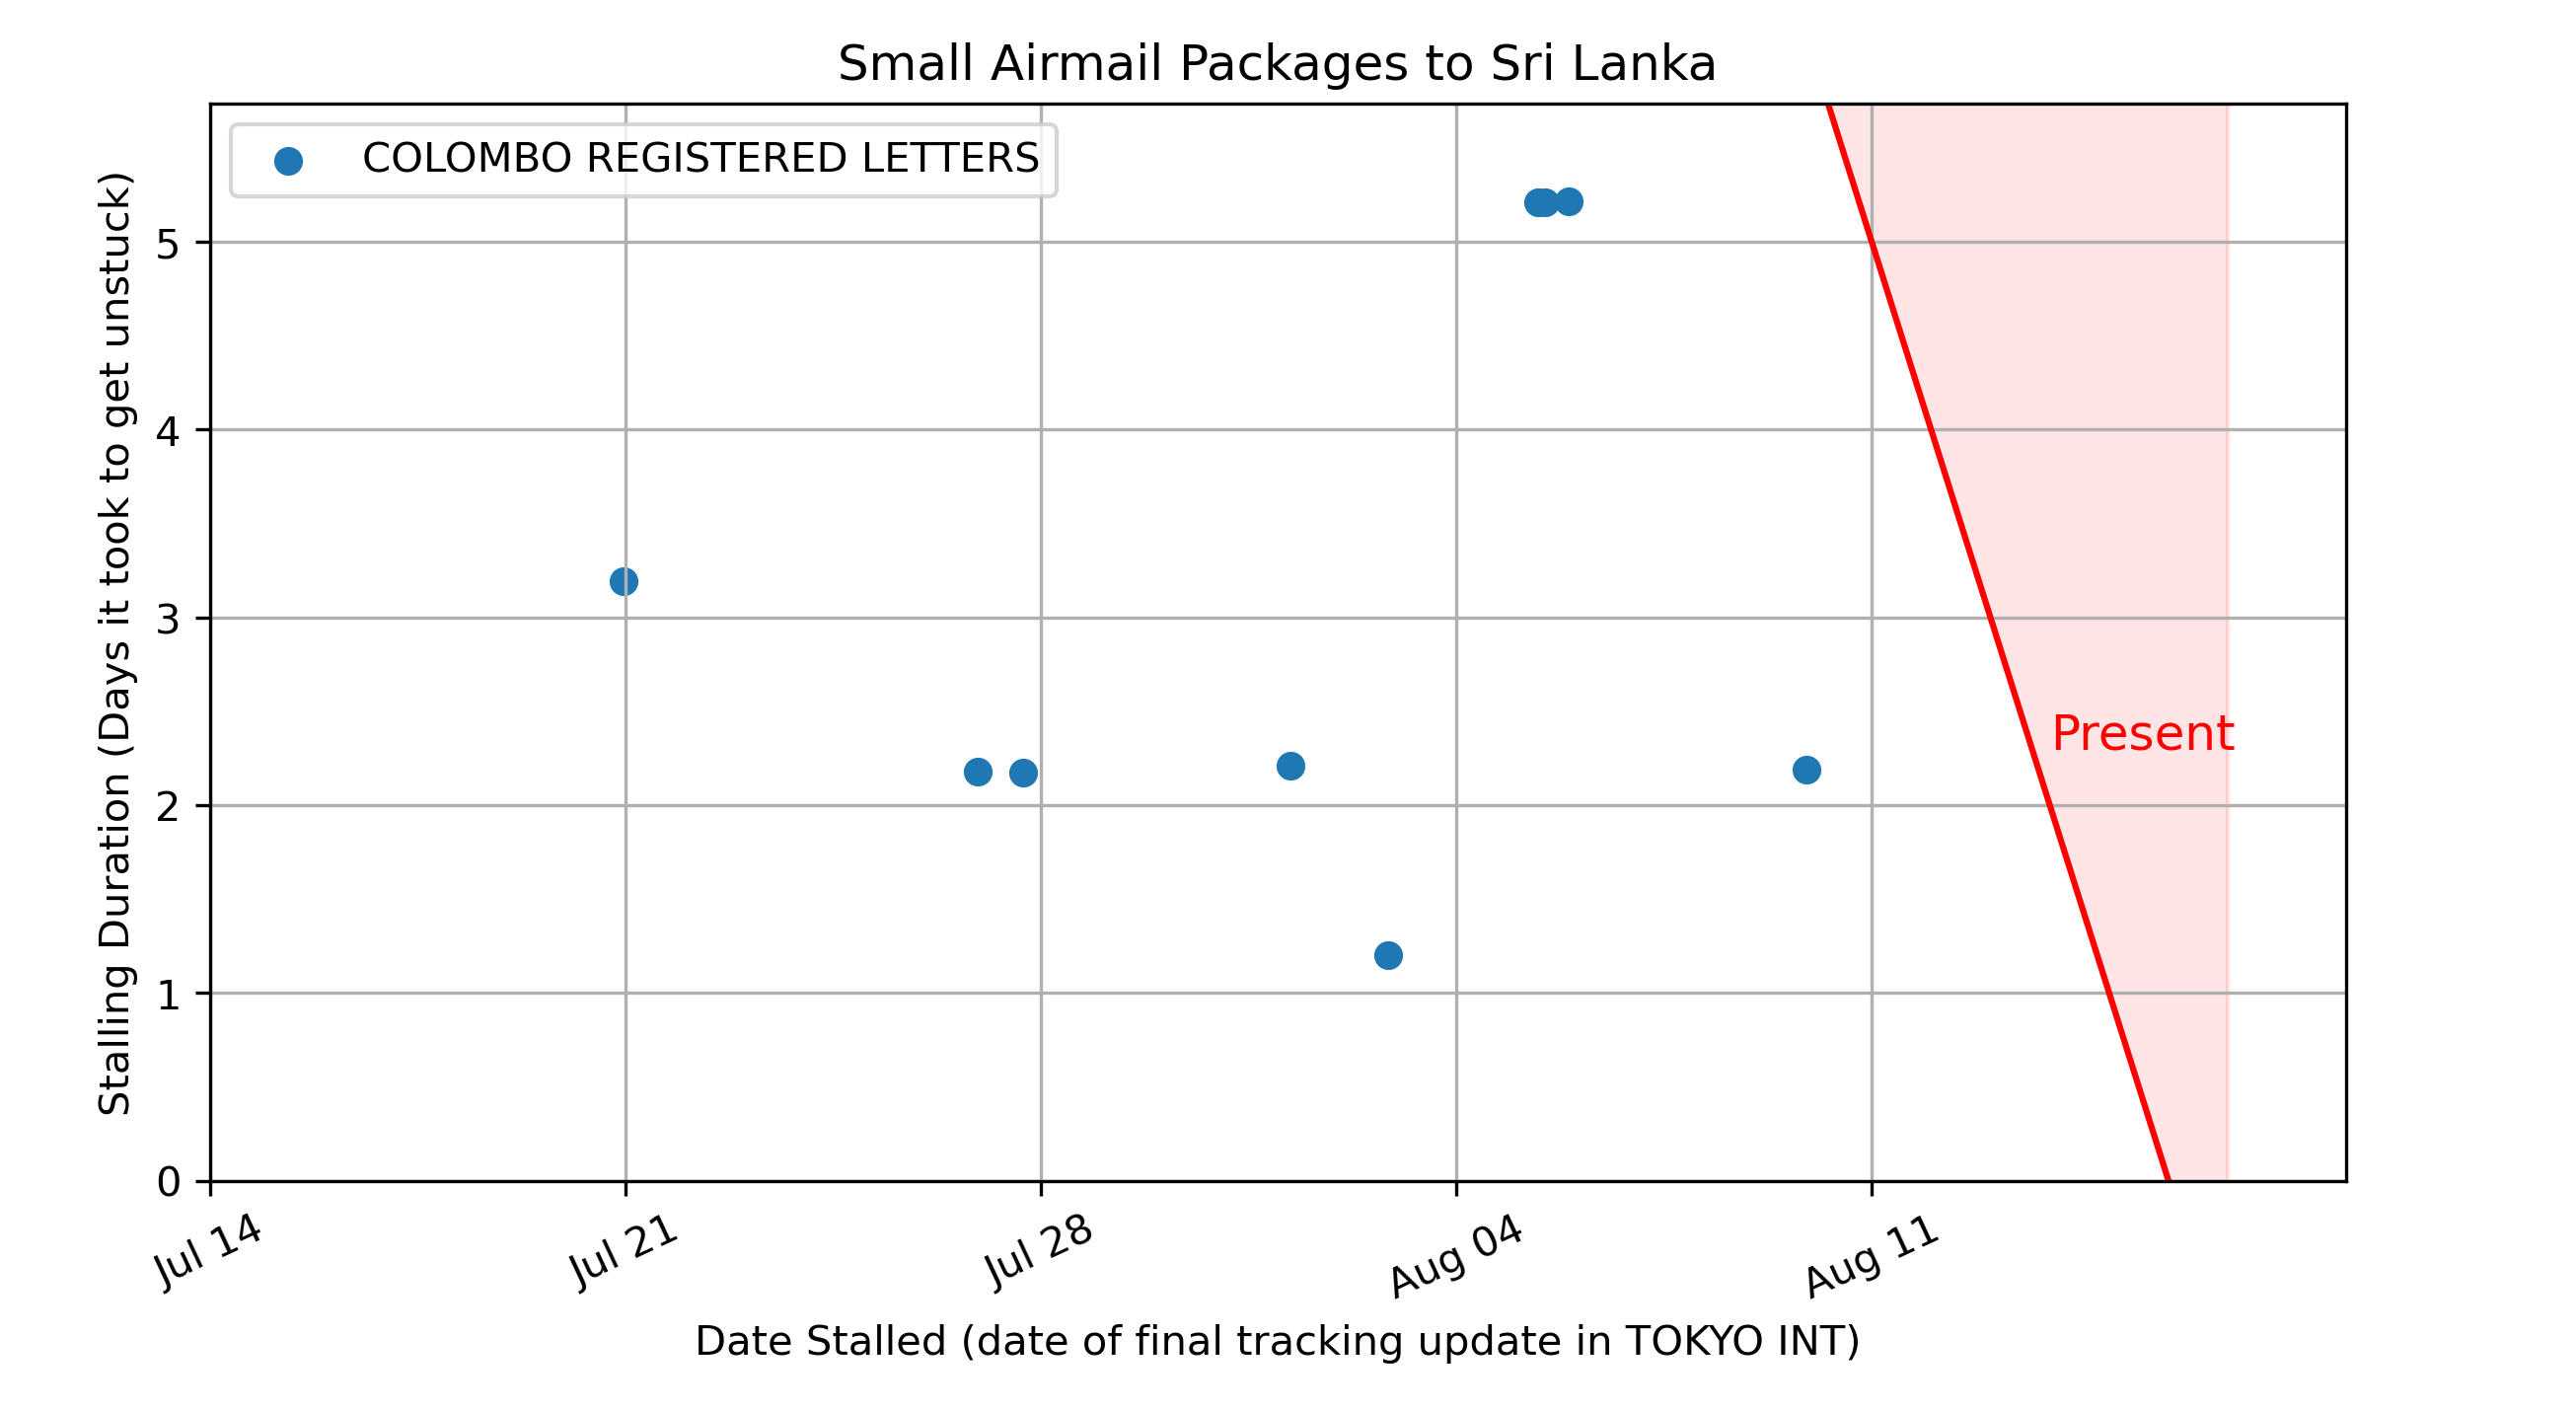 Small Airmail Packages to Sri Lanka
COLOMBO REGISTERED LETTERS
Stalling Duration (Days it took to get unstuck)
5
4
3
2
1
0
Present
Jul 14
Jul 21
Jul 28
Aug 04
Aug 11
Date Stalled (date of final tracking update in TOKYO INT)